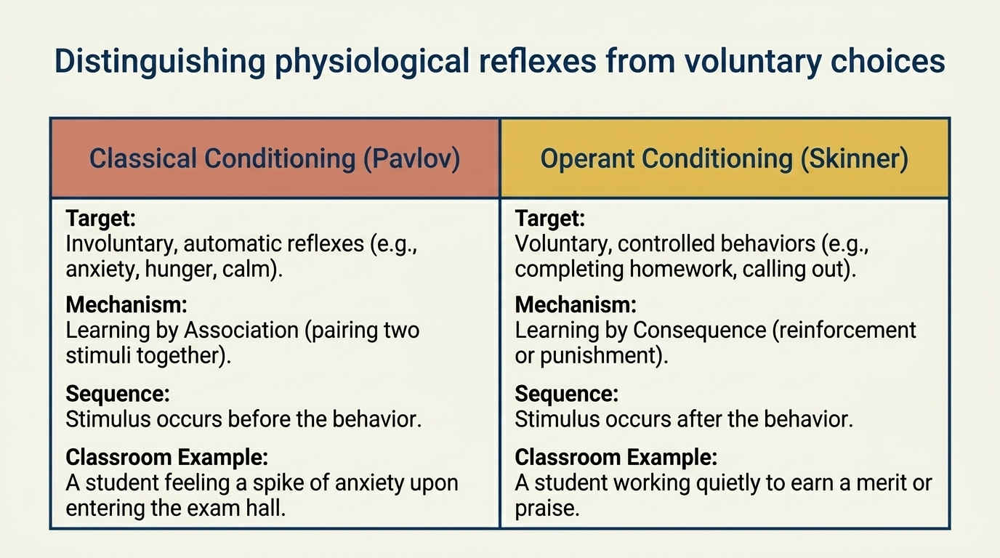 Distinguishing physiological reflexes from voluntary choices
Classical Conditioning (Pavlov)
Target:
Involuntary, automatic reflexes (e.g.,
anxiety, hunger, calm).
Mechanism:
Learning by Association (pairing two
stimuli together).
Sequence:
Stimulus occurs before the behavior.
Classroom Example:
A student feeling a spike of anxiety upon
entering the exam hall.
Operant Conditioning (Skinner)
Target:
Voluntary, controlled behaviors (e.g.,
completing homework, calling out).
Mechanism:
Learning by Consequence (reinforcement
or punishment).
Sequence:
Stimulus occurs after the behavior.
Classroom Example:
A student working quietly to earn a merit or
praise.